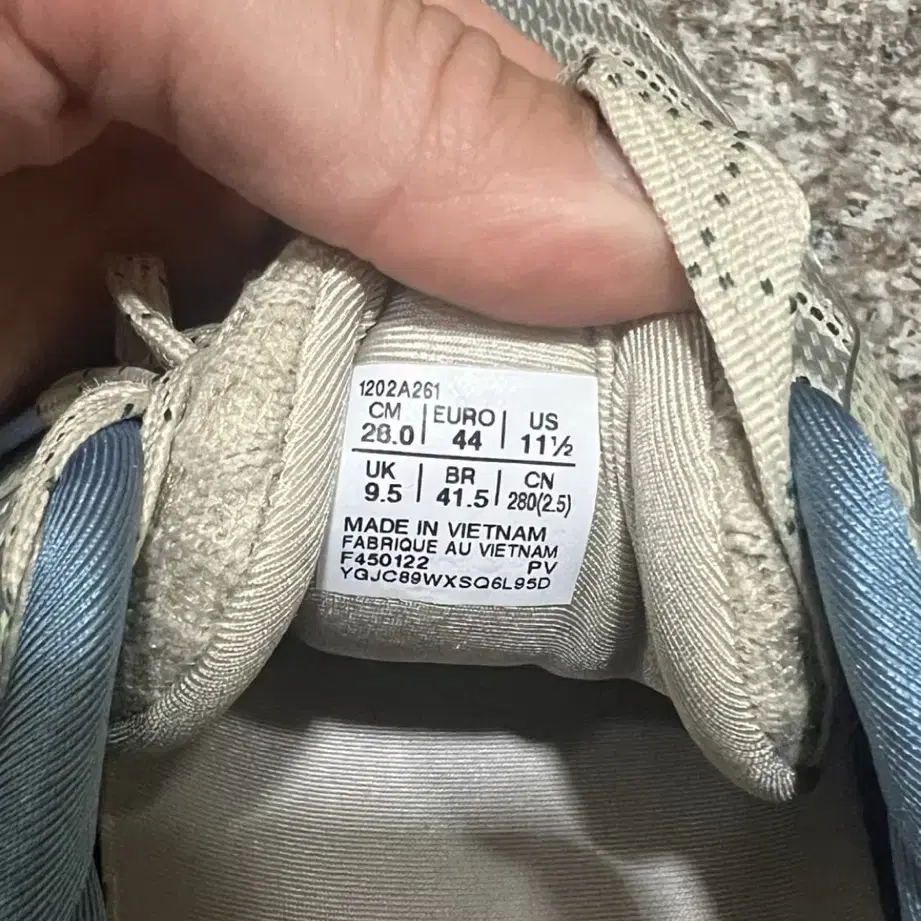 1202A261
CM EURO US
28.0 44 11½
UK BR CN
9.5 41.5 280(2.5)
MADE IN VIETNAM
FABRIQUE AU VIETNAM
F450122 PV
YGJC89WXSQ6L95D